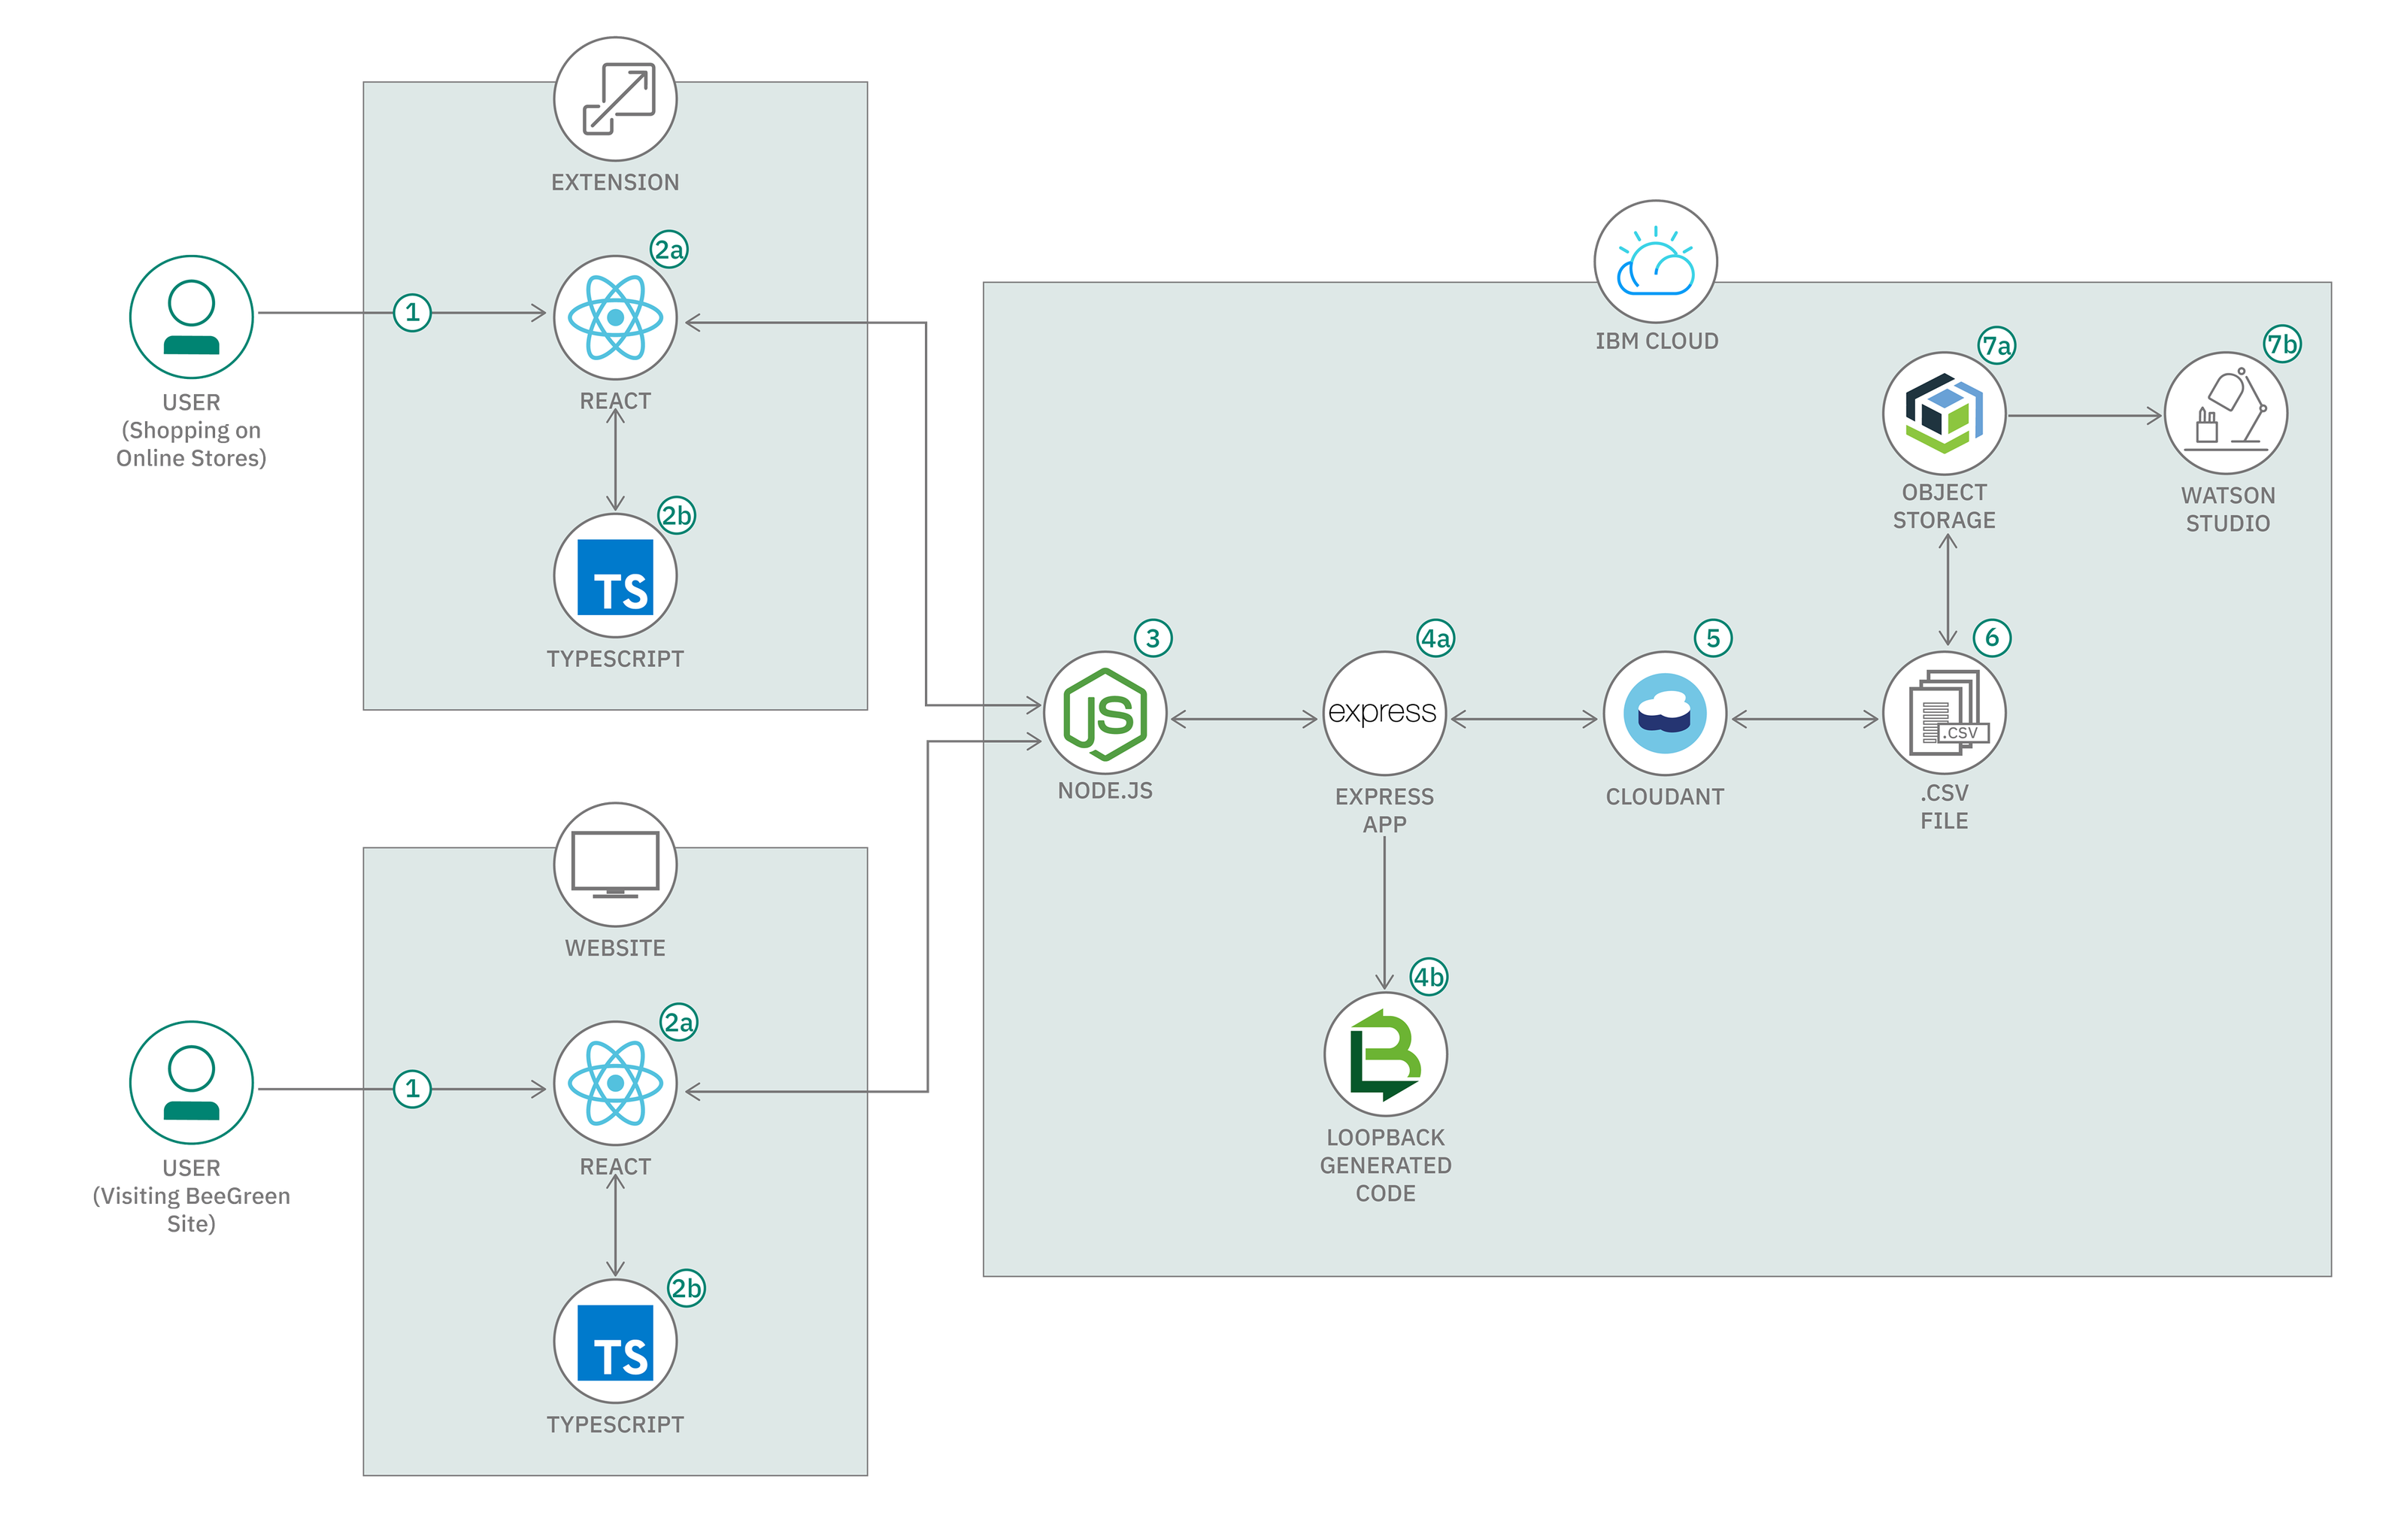 EXTENSION
2a
1
USER
(Shopping on
Online Stores)
REACT
2b
TS
TYPESCRIPT
IBM CLOUD
7a
7b
OBJECT
STORAGE
WATSON
STUDIO
3
4a
5
6
JS
express
.CSV
NODE.JS
EXPRESS
APP
CLOUDANT
.CSV
FILE
4b
LOOPBACK
GENERATED
CODE
WEBSITE
2a
1
USER
(Visiting BeeGreen
Site)
REACT
2b
TS
TYPESCRIPT